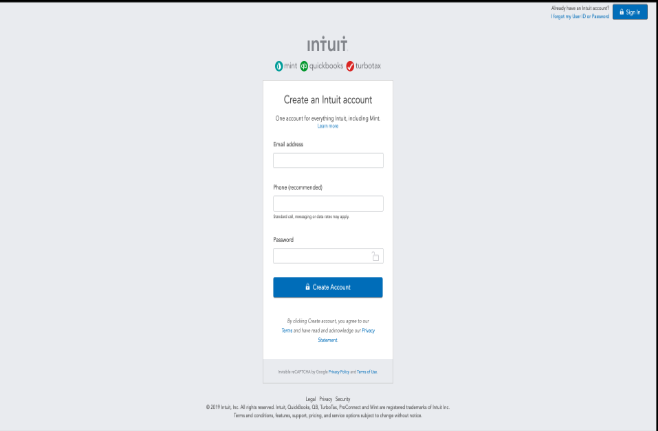 Already have an Intuit account?
I forgot my User ID or Password
Sign In
intuit
mint quickbooks turbotax
Create an Intuit account
One account for everything Intuit, including Mint.
Learn more
Email address
Phone (recommended)
Standard call, messaging or data rates may apply.
Password
Create Account
By clicking Create account, you agree to our
Terms and have read and acknowledge our Privacy
Statement.
Invisible reCAPTCHA by Google Privacy Policy and Terms of Use.
Legal Privacy Security
© 2019 Intuit, Inc. All rights reserved. Intuit, QuickBooks, QB, TurboTax, ProConnect and Mint are registered trademarks of Intuit Inc.
Terms and conditions, features, support, pricing, and service options subject to change without notice.